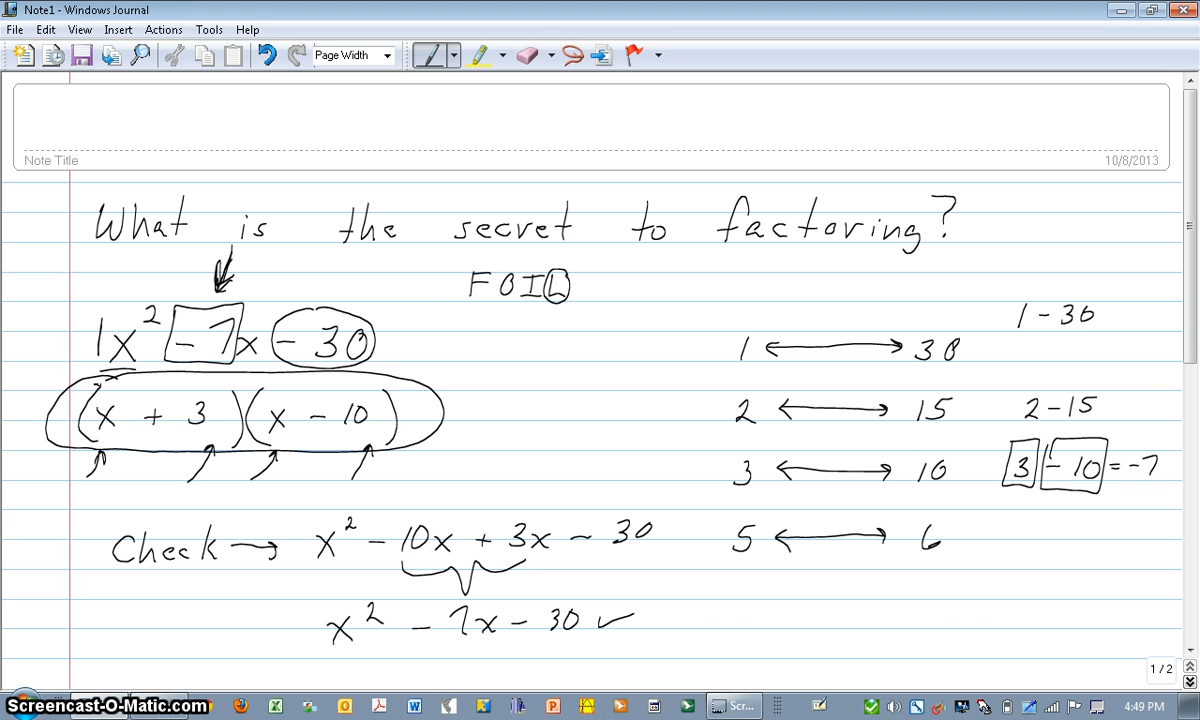 Note1 - Windows Journal
File Edit View Insert Actions Tools Help
Page Width
Note Title 10/8/2013
What is the secret to factoring?
FOIL
1x² - 7x - 30
(x + 3)(x - 10)
Check → x² - 10x + 3x - 30
x² - 7x - 30 ✓
1 ↔ 30 1 - 30
2 ↔ 15 2 - 15
3 ↔ 10 3 - 10 = -7
5 ↔ 6
1 / 2
Screencast-O-Matic.com Scr... 4:49 PM